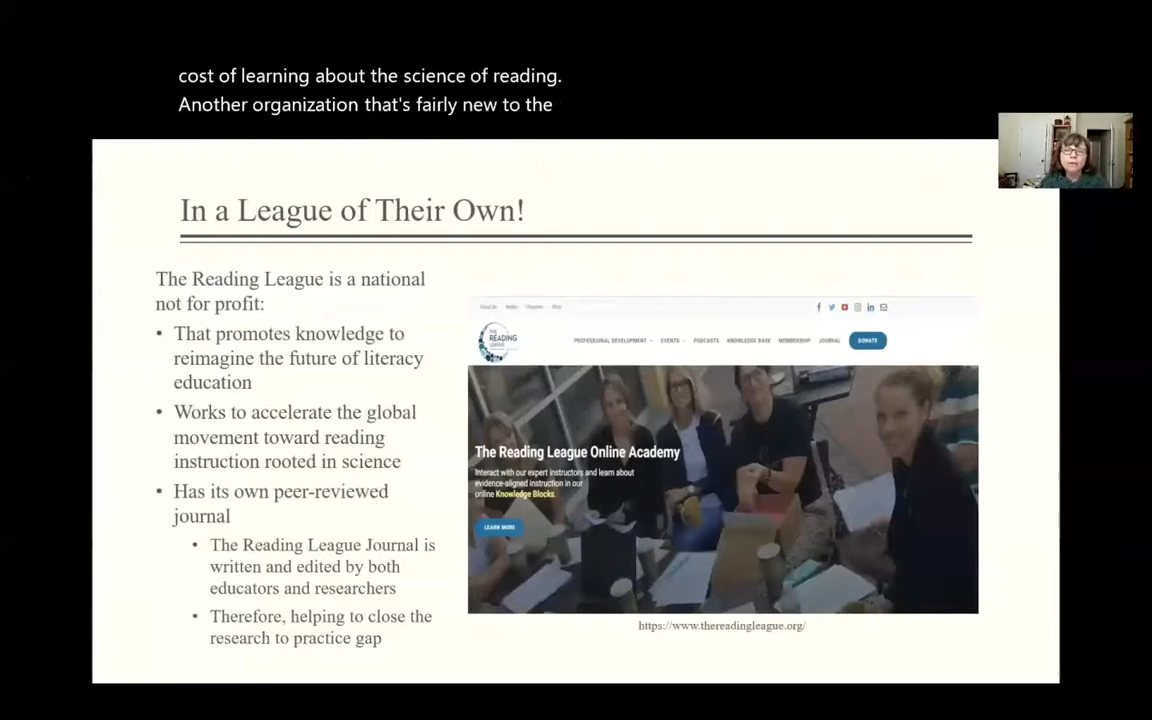 cost of learning about the science of reading.
Another organization that's fairly new to the
In a League of Their Own!
The Reading League is a national
not for profit:
• That promotes knowledge to
reimagine the future of literacy
education
• Works to accelerate the global
movement toward reading
instruction rooted in science
• Has its own peer-reviewed
journal
• The Reading League Journal is
written and edited by both
educators and researchers
• Therefore, helping to close the
research to practice gap
THE
READING
LEAGUE
PROFESSIONAL DEVELOPMENT EVENTS PODCASTS KNOWLEDGE BASE MEMBERSHIP JOURNAL DONATE
The Reading League Online Academy
Interact with our expert instructors and learn about
evidence-aligned instruction in our
online Knowledge Blocks.
LEARN MORE
https://www.thereadingleague.org/